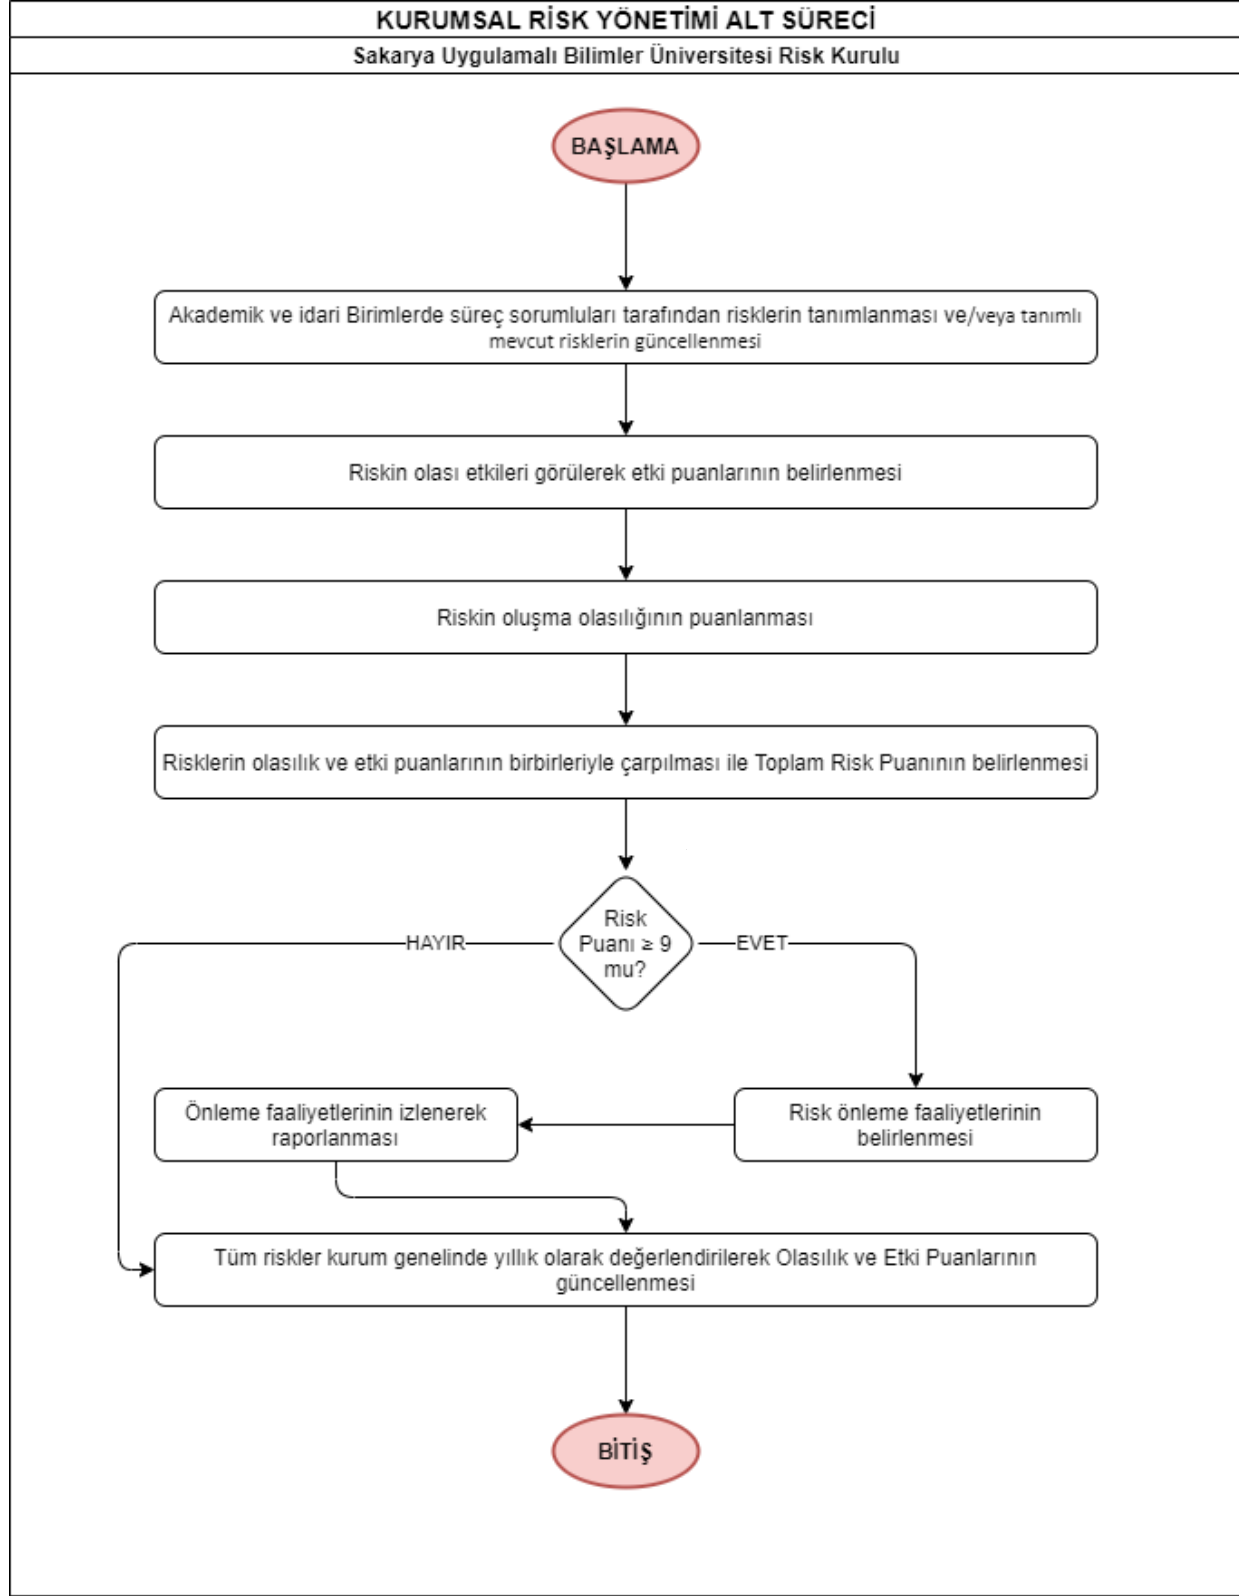 KURUMSAL RİSK YÖNETİMİ ALT SÜRECİ
Sakarya Uygulamalı Bilimler Üniversitesi Risk Kurulu
BAŞLAMA
Akademik ve idari Birimlerde süreç sorumluları tarafından risklerin tanımlanması ve/veya tanımlı
mevcut risklerin güncellenmesi
Riskin olası etkileri görülerek etki puanlarının belirlenmesi
Riskin oluşma olasılığının puanlanması
Risklerin olasılık ve etki puanlarının birbirleriyle çarpılması ile Toplam Risk Puanının belirlenmesi
Risk
Puanı ≥ 9
mu?
HAYIR
EVET
Önleme faaliyetlerinin izlenerek
raporlanması
Risk önleme faaliyetlerinin
belirlenmesi
Tüm riskler kurum genelinde yıllık olarak değerlendirilerek Olasılık ve Etki Puanlarının
güncellenmesi
BİTİŞ